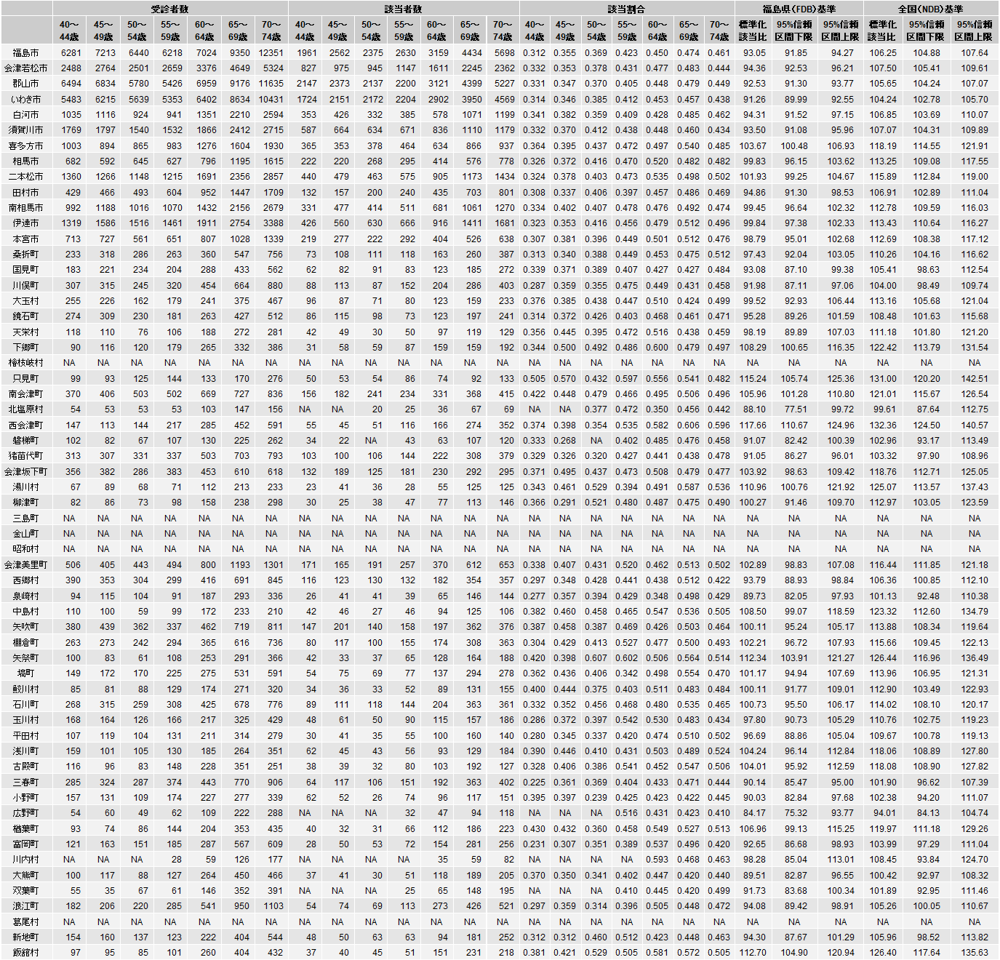 受診者数 該当者数 該当割合 福島県(FDB)基準 全国(NDB)基準
40～ 45～ 50～ 55～ 60～ 65～ 70～ 40～ 45～ 50～ 55～ 60～ 65～ 70～ 40～ 45～ 50～ 55～ 60～ 65～ 70～ 標準化 95%信頼 95%信頼 標準化 95%信頼 95%信頼
44歳 49歳 54歳 59歳 64歳 69歳 74歳 44歳 49歳 54歳 59歳 64歳 69歳 74歳 44歳 49歳 54歳 59歳 64歳 69歳 74歳 該当比 区間下限 区間上限 該当比 区間下限 区間上限
福島市 6281 7213 6440 6218 7024 9350 12351 1961 2562 2375 2630 3159 4434 5698 0.312 0.355 0.369 0.423 0.450 0.474 0.461 93.05 91.85 94.27 106.25 104.88 107.64
会津若松市 2488 2764 2501 2659 3376 4649 5324 827 975 945 1147 1611 2245 2362 0.332 0.353 0.378 0.431 0.477 0.483 0.444 94.36 92.53 96.21 107.50 105.41 109.61
郡山市 6494 6834 5780 5426 6959 9176 11635 2147 2373 2137 2200 3121 4399 5227 0.331 0.347 0.370 0.405 0.448 0.479 0.449 92.53 91.30 93.77 105.65 104.24 107.07
いわき市 5483 6215 5639 5353 6402 8634 10431 1724 2151 2172 2204 2902 3950 4569 0.314 0.346 0.385 0.412 0.453 0.457 0.438 91.26 89.99 92.55 104.24 102.78 105.70
白河市 1035 1116 924 941 1351 2210 2594 353 426 332 385 578 1071 1199 0.341 0.382 0.359 0.409 0.428 0.485 0.462 94.31 91.52 97.15 106.85 103.69 110.07
須賀川市 1769 1797 1540 1532 1866 2412 2715 587 664 634 671 836 1110 1179 0.332 0.370 0.412 0.438 0.448 0.460 0.434 93.50 91.08 95.96 107.07 104.31 109.89
喜多方市 1003 894 865 983 1276 1604 1930 365 353 378 464 634 866 937 0.364 0.395 0.437 0.472 0.497 0.540 0.485 103.67 100.48 106.93 118.19 114.55 121.91
相馬市 682 592 645 627 796 1195 1615 222 220 268 295 414 576 778 0.326 0.372 0.416 0.470 0.520 0.482 0.482 99.83 96.15 103.62 113.25 109.08 117.55
二本松市 1360 1266 1148 1215 1691 2356 2857 440 479 463 575 905 1173 1434 0.324 0.378 0.403 0.473 0.535 0.498 0.502 101.93 99.25 104.67 115.89 112.84 119.00
田村市 429 466 493 604 952 1447 1709 132 157 200 240 435 703 801 0.308 0.337 0.406 0.397 0.457 0.486 0.469 94.86 91.30 98.53 106.91 102.89 111.04
南相馬市 992 1188 1016 1070 1432 2156 2679 331 477 414 511 681 1061 1270 0.334 0.402 0.407 0.478 0.476 0.492 0.474 99.45 96.64 102.32 112.78 109.59 116.03
伊達市 1319 1586 1516 1461 1911 2754 3388 426 560 630 666 916 1411 1681 0.323 0.353 0.416 0.456 0.479 0.512 0.496 99.84 97.38 102.33 113.43 110.64 116.27
本宮市 713 727 561 651 807 1028 1339 219 277 222 292 404 526 638 0.307 0.381 0.396 0.449 0.501 0.512 0.476 98.79 95.01 102.68 112.69 108.38 117.12
桑折町 233 318 286 263 360 547 756 73 108 111 118 163 260 387 0.313 0.340 0.388 0.449 0.453 0.475 0.512 97.43 92.04 103.05 110.26 104.16 116.62
国見町 183 221 234 204 288 433 562 62 82 91 83 123 185 272 0.339 0.371 0.389 0.407 0.427 0.427 0.484 93.08 87.10 99.38 105.41 98.63 112.54
川俣町 307 315 245 320 454 664 880 88 113 87 152 204 286 403 0.287 0.359 0.355 0.475 0.449 0.431 0.458 91.98 87.11 97.06 104.00 98.49 109.74
大玉村 255 226 162 179 241 375 467 96 87 71 80 123 159 233 0.376 0.385 0.438 0.447 0.510 0.424 0.499 99.52 92.93 106.44 113.16 105.68 121.04
鏡石町 274 309 230 181 263 427 512 86 115 98 73 123 197 241 0.314 0.372 0.426 0.403 0.468 0.461 0.471 95.28 89.26 101.59 108.48 101.63 115.68
天栄村 118 110 76 106 188 272 281 42 49 30 50 97 119 129 0.356 0.445 0.395 0.472 0.516 0.438 0.459 98.19 89.89 107.03 111.18 101.80 121.20
下郷町 90 116 120 179 265 332 386 31 58 59 87 159 159 192 0.344 0.500 0.492 0.486 0.600 0.479 0.497 108.29 100.65 116.35 122.42 113.79 131.54
檜枝岐村 NA NA NA NA NA NA NA NA NA NA NA NA NA NA NA NA NA NA NA NA NA NA NA NA NA NA NA
只見町 99 93 125 144 133 170 276 50 53 54 86 74 92 133 0.505 0.570 0.432 0.597 0.556 0.541 0.482 115.24 105.74 125.36 131.00 120.20 142.51
南会津町 370 406 503 502 669 727 836 156 182 241 234 331 368 415 0.422 0.448 0.479 0.466 0.495 0.506 0.496 105.96 101.28 110.80 121.01 115.67 126.54
北塩原村 54 53 53 53 103 147 156 NA NA 20 25 36 67 69 NA NA 0.377 0.472 0.350 0.456 0.442 88.10 77.51 99.72 99.61 87.64 112.75
西会津町 147 113 144 217 285 452 591 55 45 51 116 166 274 352 0.374 0.398 0.354 0.535 0.582 0.606 0.596 117.66 110.67 124.96 132.36 124.50 140.57
磐梯町 102 82 67 107 130 225 262 34 22 NA 43 63 107 120 0.333 0.268 NA 0.402 0.485 0.476 0.458 91.07 82.42 100.39 102.96 93.17 113.49
猪苗代町 313 307 331 337 503 703 793 103 100 106 144 222 308 379 0.329 0.326 0.320 0.427 0.441 0.438 0.478 91.05 86.27 96.01 103.32 97.90 108.96
会津坂下町 356 382 286 383 453 610 618 132 189 125 181 230 292 295 0.371 0.495 0.437 0.473 0.508 0.479 0.477 103.92 98.63 109.42 118.76 112.71 125.05
湯川村 67 89 68 71 112 213 233 23 41 36 28 55 125 125 0.343 0.461 0.529 0.394 0.491 0.587 0.536 110.96 100.76 121.92 125.07 113.57 137.43
柳津町 82 86 73 98 158 238 298 30 25 38 47 77 113 146 0.366 0.291 0.521 0.480 0.487 0.475 0.490 100.27 91.46 109.70 112.97 103.05 123.59
三島町 NA NA NA NA NA NA NA NA NA NA NA NA NA NA NA NA NA NA NA NA NA NA NA NA NA NA NA
金山町 NA NA NA NA NA NA NA NA NA NA NA NA NA NA NA NA NA NA NA NA NA NA NA NA NA NA NA
昭和村 NA NA NA NA NA NA NA NA NA NA NA NA NA NA NA NA NA NA NA NA NA NA NA NA NA NA NA
会津美里町 506 405 443 494 800 1193 1301 171 165 191 257 370 612 653 0.338 0.407 0.431 0.520 0.462 0.513 0.502 102.89 98.83 107.08 116.44 111.85 121.18
西郷村 390 353 304 299 416 691 845 116 123 130 132 182 354 357 0.297 0.348 0.428 0.441 0.438 0.512 0.422 93.79 88.93 98.84 106.36 100.85 112.10
泉崎村 94 115 104 91 187 293 336 26 41 41 39 65 146 144 0.277 0.357 0.394 0.429 0.348 0.498 0.429 89.73 82.05 97.93 101.13 92.48 110.38
中島村 110 100 59 99 172 233 210 42 46 27 46 94 125 106 0.382 0.460 0.458 0.465 0.547 0.536 0.505 108.50 99.07 118.59 123.32 112.60 134.79
矢吹町 380 439 362 337 462 719 811 147 201 140 158 197 362 376 0.387 0.458 0.387 0.469 0.426 0.503 0.464 100.11 95.24 105.17 113.88 108.34 119.64
棚倉町 263 273 242 294 365 616 736 80 117 100 155 174 308 363 0.304 0.429 0.413 0.527 0.477 0.500 0.493 102.21 96.72 107.93 115.66 109.45 122.13
矢祭町 100 83 61 108 253 291 366 42 33 37 65 128 164 188 0.420 0.398 0.607 0.602 0.506 0.564 0.514 112.34 103.91 121.27 126.44 116.96 136.49
塙町 149 172 170 225 275 531 591 54 75 69 77 137 294 278 0.362 0.436 0.406 0.342 0.498 0.554 0.470 101.17 94.94 107.69 113.96 106.95 121.31
鮫川村 85 81 88 129 174 271 320 34 36 33 52 89 131 155 0.400 0.444 0.375 0.403 0.511 0.483 0.484 100.11 91.77 109.01 112.90 103.49 122.93
石川町 268 315 259 308 425 678 776 89 111 118 144 204 363 361 0.332 0.352 0.456 0.468 0.480 0.535 0.465 100.73 95.50 106.17 114.02 108.10 120.17
玉川村 168 164 126 166 217 325 429 48 61 50 90 115 157 186 0.286 0.372 0.397 0.542 0.530 0.483 0.434 97.80 90.73 105.29 110.76 102.75 119.23
平田村 107 119 104 131 211 314 279 30 41 35 55 100 160 140 0.280 0.345 0.337 0.420 0.474 0.510 0.502 96.69 88.86 105.04 109.67 100.78 119.13
浅川町 159 101 105 130 185 264 351 62 45 43 56 93 129 184 0.390 0.446 0.410 0.431 0.503 0.489 0.524 104.24 96.14 112.84 118.06 108.89 127.80
古殿町 116 96 83 148 228 351 251 38 39 32 80 103 192 127 0.328 0.406 0.386 0.541 0.452 0.547 0.506 104.01 95.92 112.59 118.08 108.90 127.82
三春町 285 324 287 374 443 770 906 64 117 106 151 192 363 402 0.225 0.361 0.369 0.404 0.433 0.471 0.444 90.14 85.47 95.00 101.90 96.62 107.39
小野町 157 131 109 174 227 277 339 62 52 26 74 96 117 151 0.395 0.397 0.239 0.425 0.423 0.422 0.445 90.03 82.84 97.68 102.38 94.20 111.07
広野町 54 60 49 62 109 222 288 NA NA NA 32 47 94 118 NA NA NA 0.516 0.431 0.423 0.410 84.17 75.32 93.77 94.01 84.13 104.74
楢葉町 93 74 86 144 204 353 435 40 32 31 66 112 186 223 0.430 0.432 0.360 0.458 0.549 0.527 0.513 106.96 99.13 115.25 119.97 111.18 129.26
富岡町 121 163 151 185 287 567 609 28 50 53 72 154 281 256 0.231 0.307 0.351 0.389 0.537 0.496 0.420 92.65 86.68 98.93 103.99 97.29 111.04
川内村 NA NA NA 28 59 126 177 NA NA NA NA 35 59 82 NA NA NA NA 0.593 0.468 0.463 98.28 85.04 113.01 108.45 93.84 124.70
大熊町 100 117 88 127 264 450 466 37 41 30 51 118 189 205 0.370 0.350 0.341 0.402 0.447 0.420 0.440 89.51 82.87 96.55 100.42 92.97 108.32
双葉町 55 35 67 61 146 352 391 NA NA NA 25 65 148 195 NA NA NA 0.410 0.445 0.420 0.499 91.73 83.68 100.34 101.89 92.95 111.46
浪江町 182 206 220 285 541 950 1103 54 74 69 113 273 426 521 0.297 0.359 0.314 0.396 0.505 0.448 0.472 94.08 89.42 98.91 105.26 100.05 110.67
葛尾村 NA NA NA NA NA NA NA NA NA NA NA NA NA NA NA NA NA NA NA NA NA NA NA NA NA NA NA
新地町 154 160 137 123 222 404 544 48 50 63 63 94 181 252 0.312 0.312 0.460 0.512 0.423 0.448 0.463 94.30 87.67 101.29 105.96 98.52 113.82
飯舘村 97 95 85 101 260 404 432 37 40 45 51 151 231 218 0.381 0.421 0.529 0.505 0.581 0.572 0.505 112.70 104.90 120.94 126.40 117.64 135.63